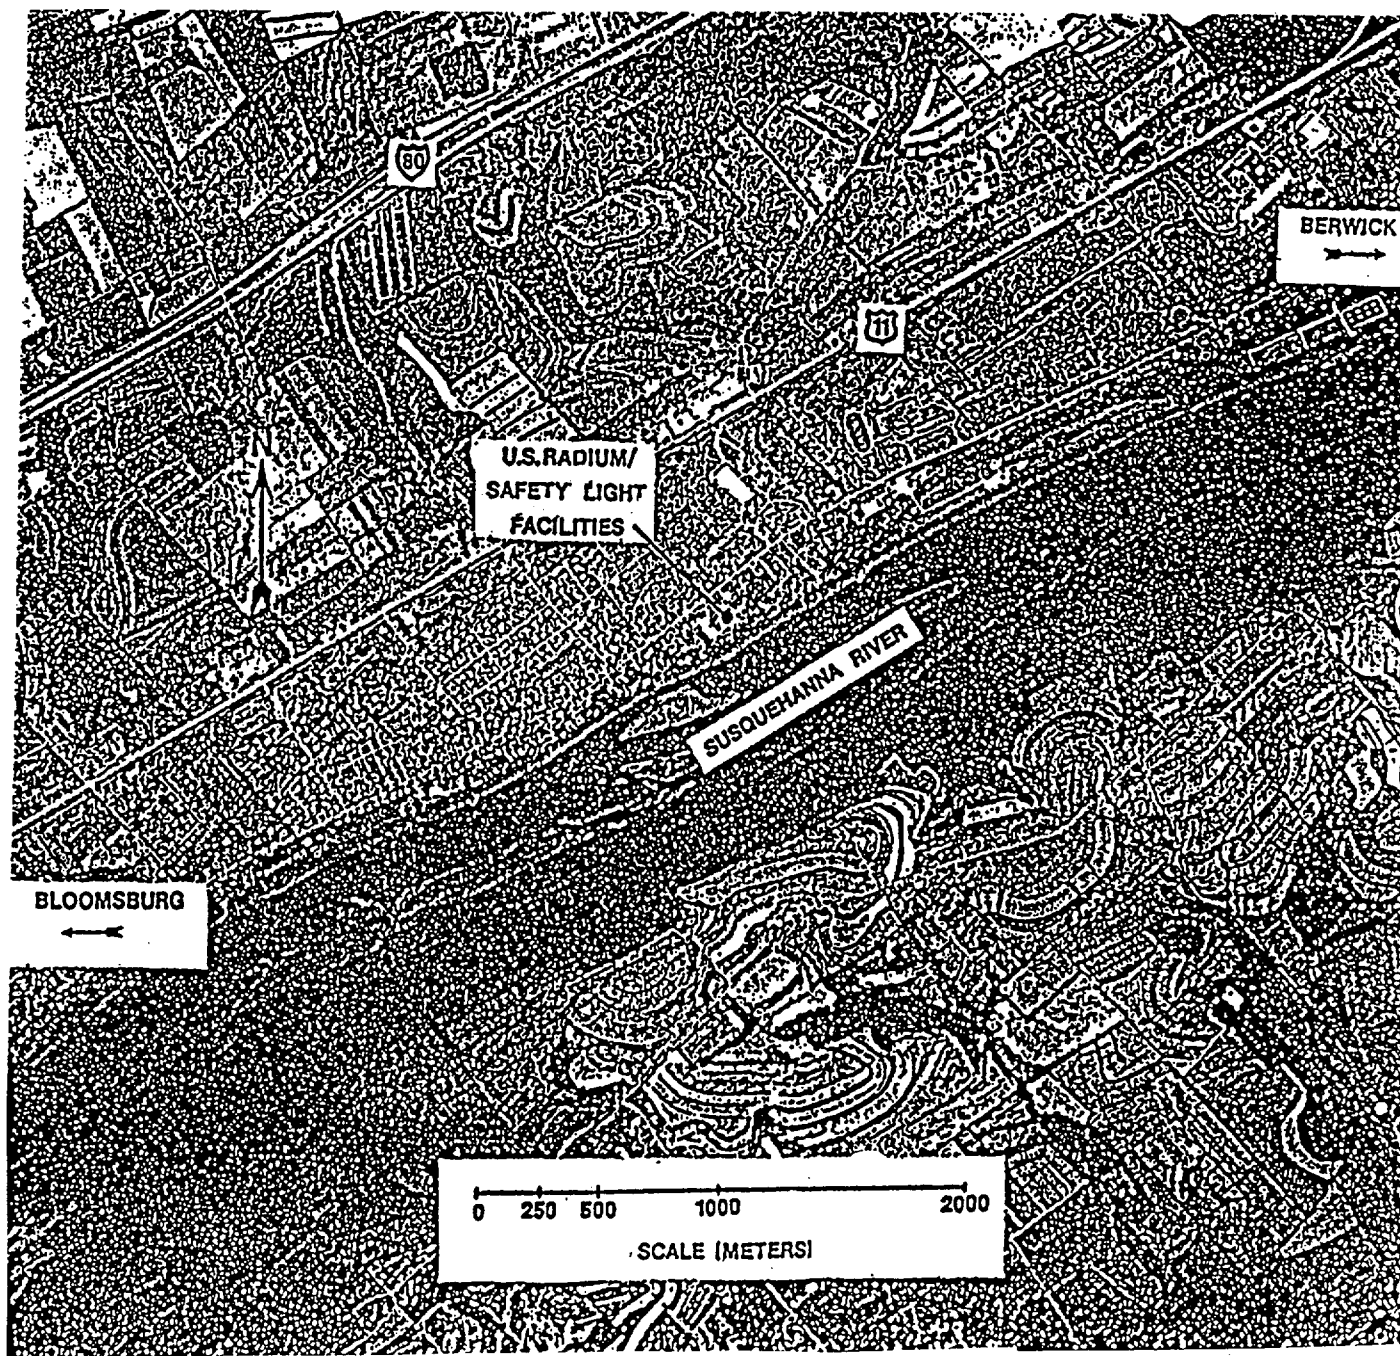 80
BERWICK
11
U.S.RADIUM/
SAFETY LIGHT
FACILITIES
N
SUSQUEHANNA RIVER
BLOOMSBURG
0 250 500 1000 2000
SCALE (METERS)